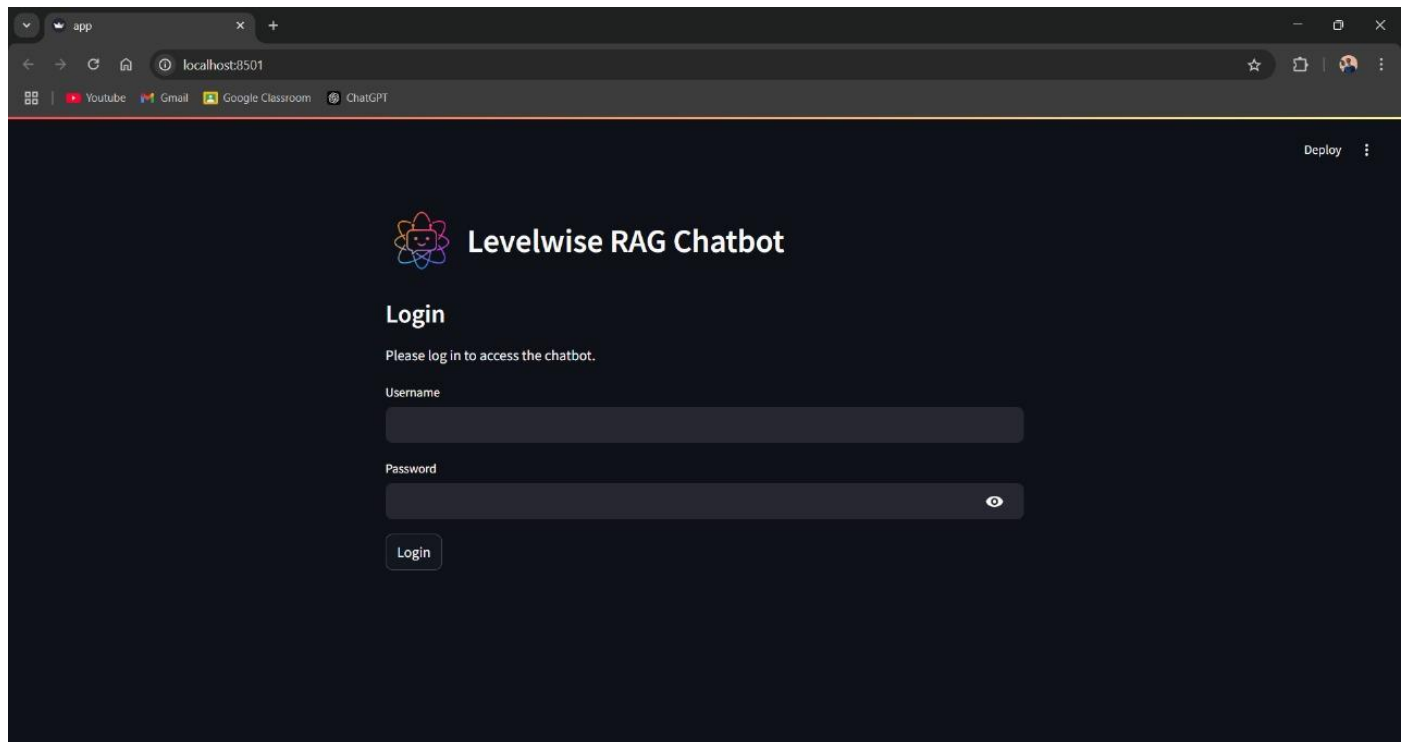 app
localhost:8501
Youtube Gmail Google Classroom ChatGPT
Deploy
Levelwise RAG Chatbot
Login
Please log in to access the chatbot.
Username
Password
Login